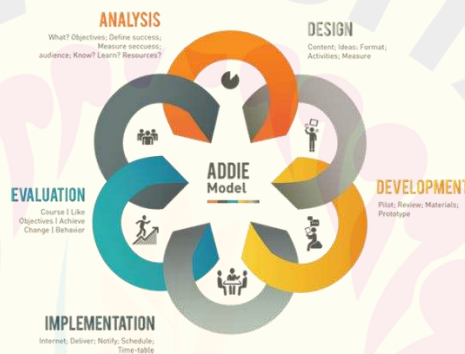 ANALYSIS
What? Objectives; Define success;
Measure seccuess;
audience; Know? Learn? Resources?
DESIGN
Content; Ideas; Format;
Activities; Measure
ADDIE
Model
EVALUATION
Course | Like
Objectives | Achieve
Change | Behavior
DEVELOPMENT
Pilot; Review; Materials;
Prototype
IMPLEMENTATION
Internet; Deliver; Notify; Schedule;
Time-table